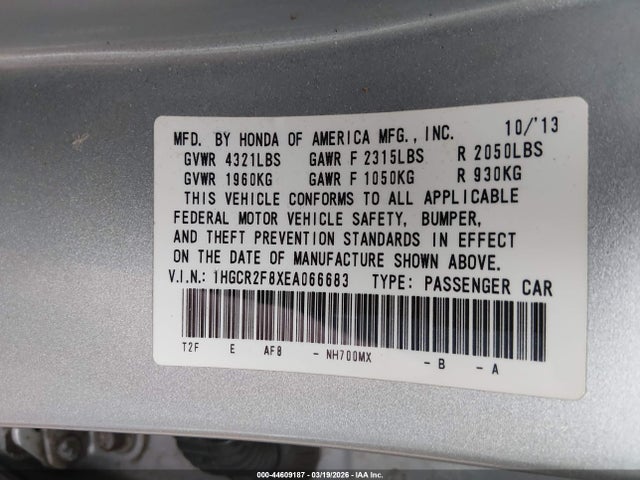 MFD. BY HONDA OF AMERICA MFG., INC. 10/'13
GVWR 4321LBS GAWR F 2315LBS R 2050LBS
GVWR 1960KG GAWR F 1050KG R 930KG
THIS VEHICLE CONFORMS TO ALL APPLICABLE
FEDERAL MOTOR VEHICLE SAFETY, BUMPER,
AND THEFT PREVENTION STANDARDS IN EFFECT
ON THE DATE OF MANUFACTURE SHOWN ABOVE.
V.I.N.: 1HGCR2F8XEA066683 TYPE: PASSENGER CAR
T2F E AF8 - NH700MX - B - A
000-44609187 - 03/19/2026 - IAA Inc.